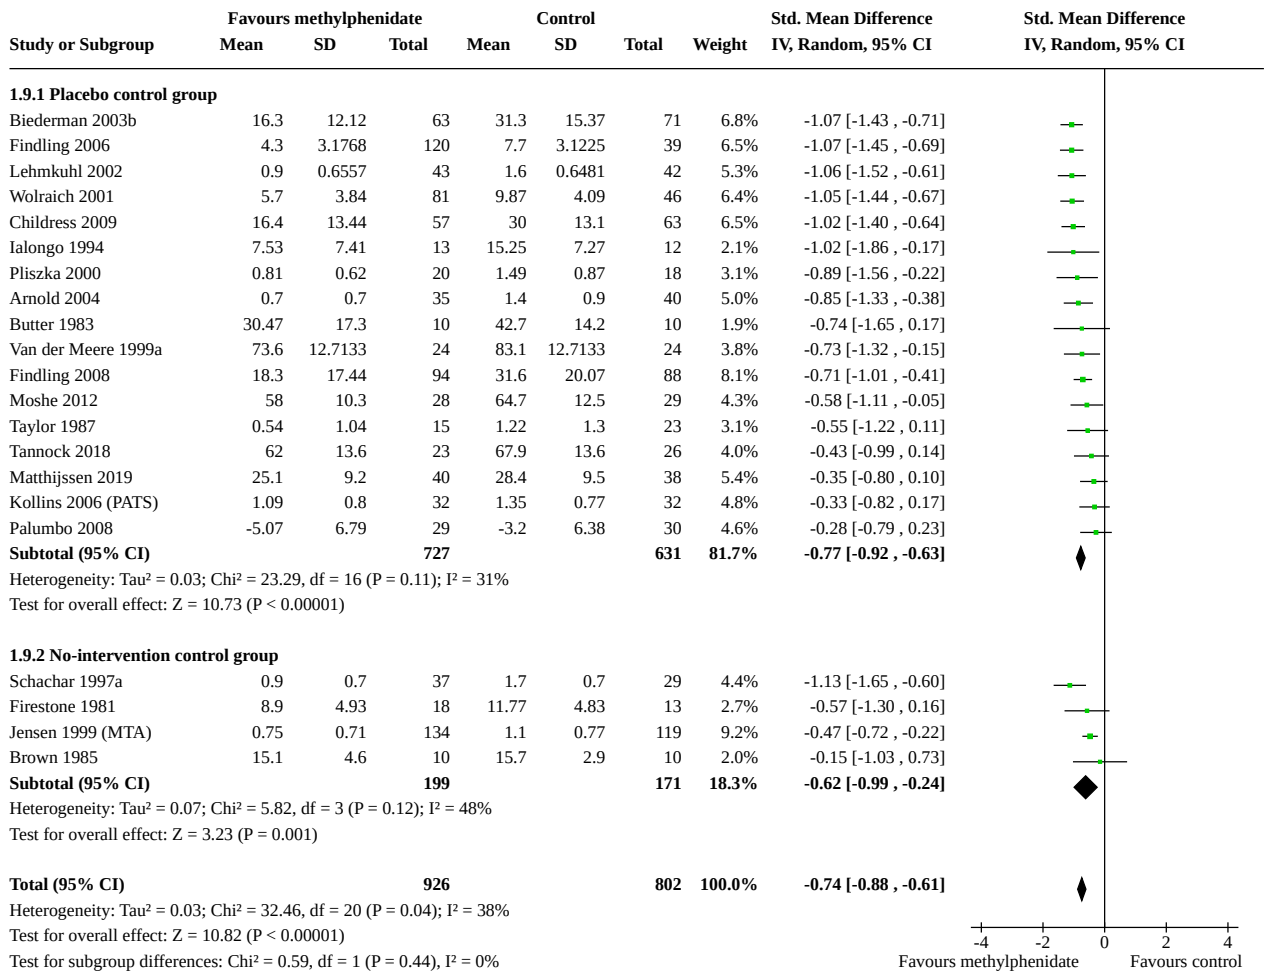 Favours methylphenidate Control Std. Mean Difference Std. Mean Difference
Study or Subgroup Mean SD Total Mean SD Total Weight IV, Random, 95% CI IV, Random, 95% CI
1.9.1 Placebo control group
Biederman 2003b 16.3 12.12 63 31.3 15.37 71 6.8% -1.07 [-1.43 , -0.71]
Findling 2006 4.3 3.1768 120 7.7 3.1225 39 6.5% -1.07 [-1.45 , -0.69]
Lehmkuhl 2002 0.9 0.6557 43 1.6 0.6481 42 5.3% -1.06 [-1.52 , -0.61]
Wolraich 2001 5.7 3.84 81 9.87 4.09 46 6.4% -1.05 [-1.44 , -0.67]
Childress 2009 16.4 13.44 57 30 13.1 63 6.5% -1.02 [-1.40 , -0.64]
Ialongo 1994 7.53 7.41 13 15.25 7.27 12 2.1% -1.02 [-1.86 , -0.17]
Pliszka 2000 0.81 0.62 20 1.49 0.87 18 3.1% -0.89 [-1.56 , -0.22]
Arnold 2004 0.7 0.7 35 1.4 0.9 40 5.0% -0.85 [-1.33 , -0.38]
Butter 1983 30.47 17.3 10 42.7 14.2 10 1.9% -0.74 [-1.65 , 0.17]
Van der Meere 1999a 73.6 12.7133 24 83.1 12.7133 24 3.8% -0.73 [-1.32 , -0.15]
Findling 2008 18.3 17.44 94 31.6 20.07 88 8.1% -0.71 [-1.01 , -0.41]
Moshe 2012 58 10.3 28 64.7 12.5 29 4.3% -0.58 [-1.11 , -0.05]
Taylor 1987 0.54 1.04 15 1.22 1.3 23 3.1% -0.55 [-1.22 , 0.11]
Tannock 2018 62 13.6 23 67.9 13.6 26 4.2% -0.43 [-0.99 , 0.14]
Matthijssen 2019 25.1 9.2 40 28.4 9.5 38 5.4% -0.35 [-0.80 , 0.10]
Kollins 2006 (PATS) 1.09 0.8 32 1.35 0.77 32 4.8% -0.33 [-0.82 , 0.17]
Palumbo 2008 -5.07 6.79 29 -3.2 6.38 30 4.6% -0.28 [-0.79 , 0.23]
Subtotal (95% CI) 727 631 81.7% -0.77 [-0.92 , -0.63]
Heterogeneity: Tau² = 0.03; Chi² = 23.29, df = 16 (P = 0.11); I² = 31%
Test for overall effect: Z = 10.73 (P < 0.00001)
1.9.2 No-intervention control group
Schachar 1997a 0.9 0.7 37 1.7 0.7 29 4.4% -1.13 [-1.65 , -0.60]
Firestone 1981 8.9 4.93 18 11.77 4.83 13 2.7% -0.57 [-1.30 , 0.16]
Jensen 1999 (MTA) 0.75 0.71 134 1.1 0.77 119 9.2% -0.47 [-0.72 , -0.22]
Brown 1985 15.1 4.6 10 15.7 2.9 10 2.0% -0.15 [-1.03 , 0.73]
Subtotal (95% CI) 199 171 18.3% -0.62 [-0.99 , -0.24]
Heterogeneity: Tau² = 0.07; Chi² = 5.82, df = 3 (P = 0.12); I² = 48%
Test for overall effect: Z = 3.23 (P = 0.001)
Total (95% CI) 926 802 100.0% -0.74 [-0.88 , -0.61]
Heterogeneity: Tau² = 0.03; Chi² = 32.46, df = 20 (P = 0.04); I² = 38%
Test for overall effect: Z = 10.82 (P < 0.00001)
Test for subgroup differences: Chi² = 0.59, df = 1 (P = 0.44), I² = 0%
-4 -2 0 2 4
Favours methylphenidate Favours control